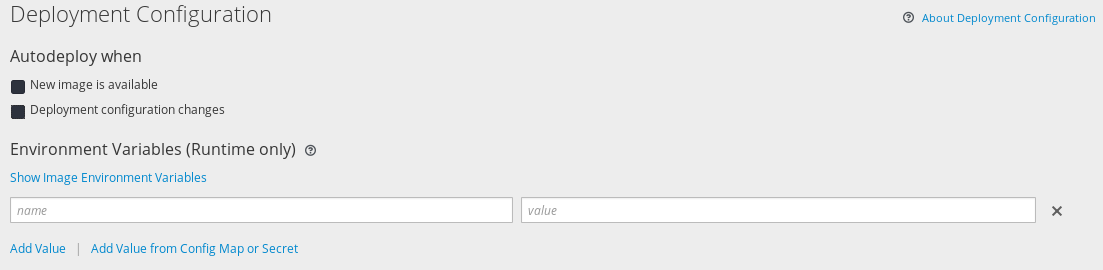 Deployment Configuration
About Deployment Configuration
Autodeploy when
New image is available
Deployment configuration changes
Environment Variables (Runtime only)
Show Image Environment Variables
name value
Add Value | Add Value from Config Map or Secret